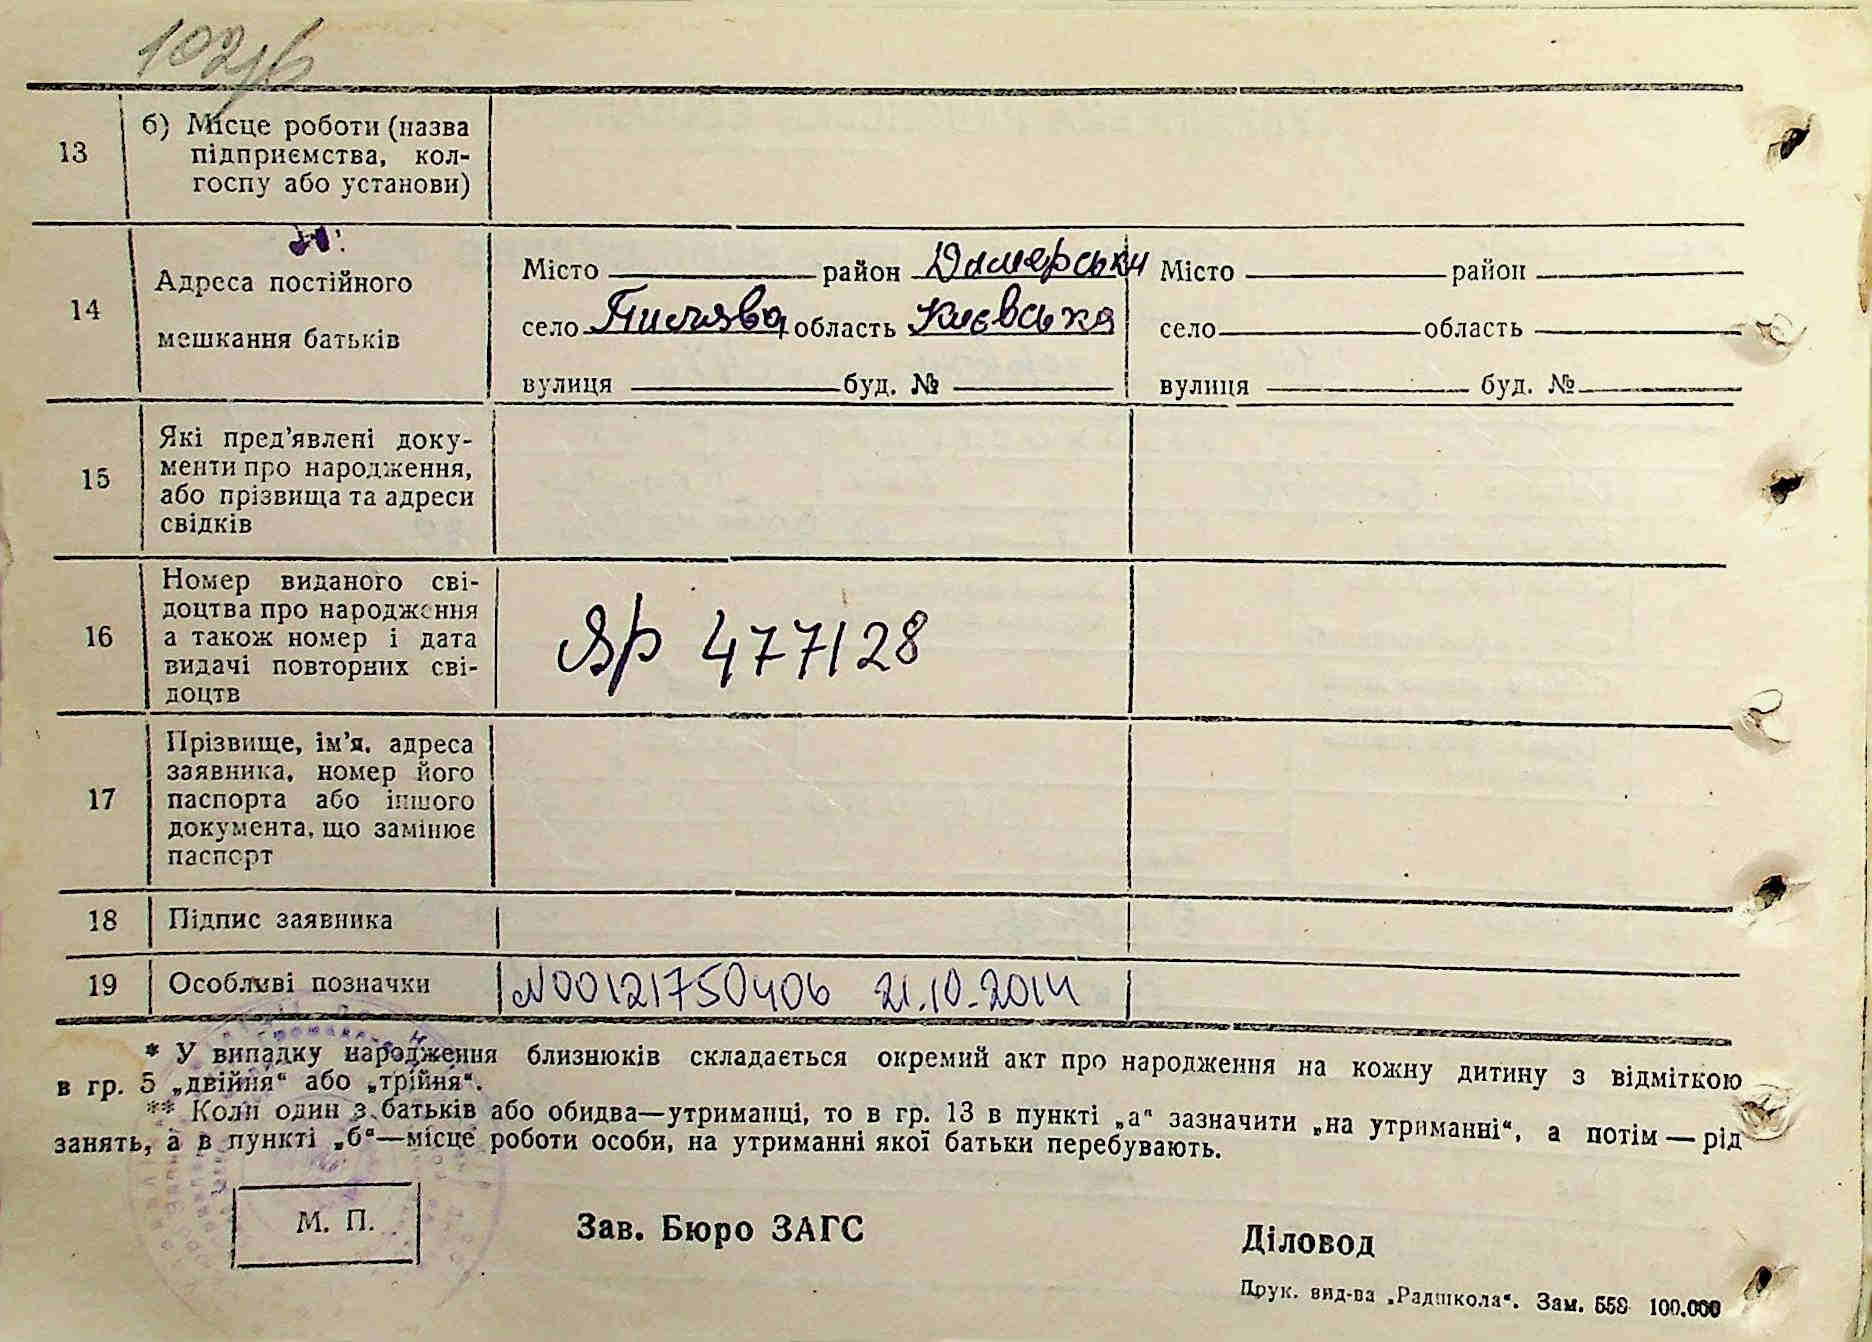 13
б) Місце роботи (назва
підприємства, кол-
госпу або установи)
14
Адреса постійного
мешкання батьків
Місто район Димерськи Місто район
село область Києвська село область
вулиця буд. № вулиця буд. №
15
Які пред'явлені доку-
менти про народження,
або прізвища та адреси
свідків
16
Номер виданого сві-
доцтва про народження
а також номер і дата
видачі повторних сві-
доцтв
ЯР 477128
17
Прізвище, ім'я, адреса
заявника, номер його
паспорта або іншого
документа, що замінює
паспорт
18 Підпис заявника
19 Особливі позначки N00121750406 21.10.2014
* У випадку народження близнюків складається окремий акт про народження на кожну дитину з відміткою
в гр. 5 „двійня“ або „трійня“.
** Коли один з батьків або обидва—утриманці, то в гр. 13 в пункті „а“ зазначити „на утриманні“, а потім — рід
занять, а в пункті „б“—місце роботи особи, на утриманні якої батьки перебувають.
М. П.
Зав. Бюро ЗАГС
Діловод
Друк. вид-ва „Радшкола“. Зам. 559 100.000